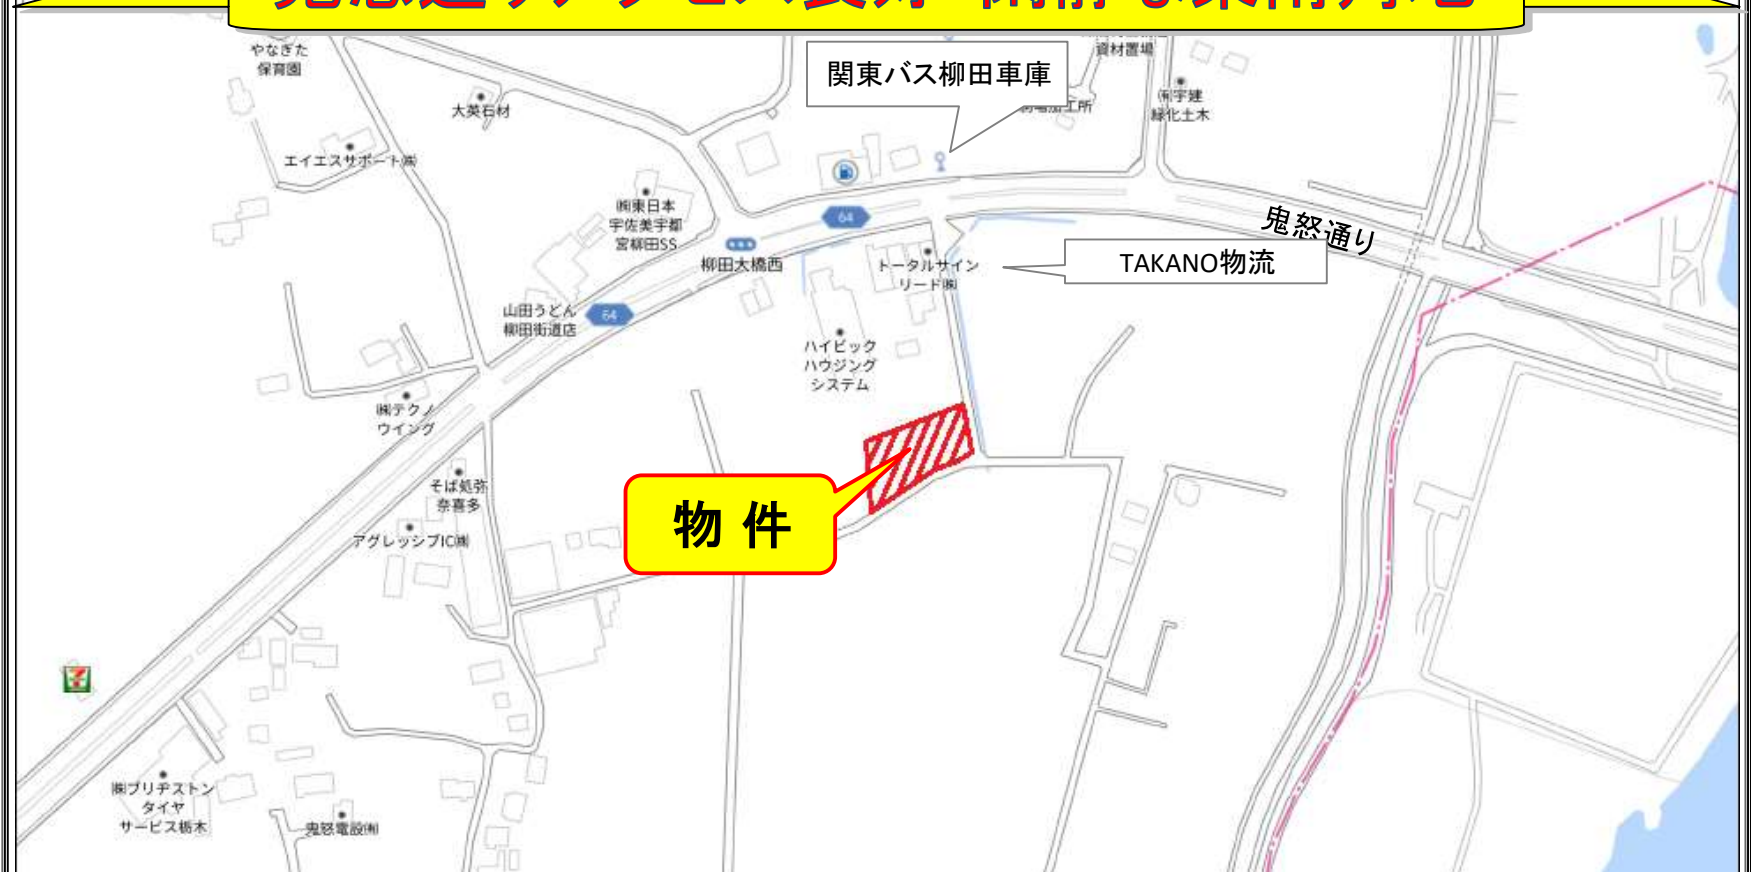 やなぎた
保育園
資材置場
関東バス柳田車庫
大英石材
㈲宇建
緑化土木
エイエスサポート㈱
㈱東日本
宇佐美宇都
宮柳田SS
64
鬼怒通り
柳田大橋西
トータルサイン
リード㈱
TAKANO物流
山田うどん
柳田街道店
64
ハイビック
ハウジング
システム
㈱テクノ
ウイング
そば処弥
奈喜多
物 件
アグレッシブIC㈱
7
㈱ブリヂストン
タイヤ
サービス栃木
鬼怒電設㈲